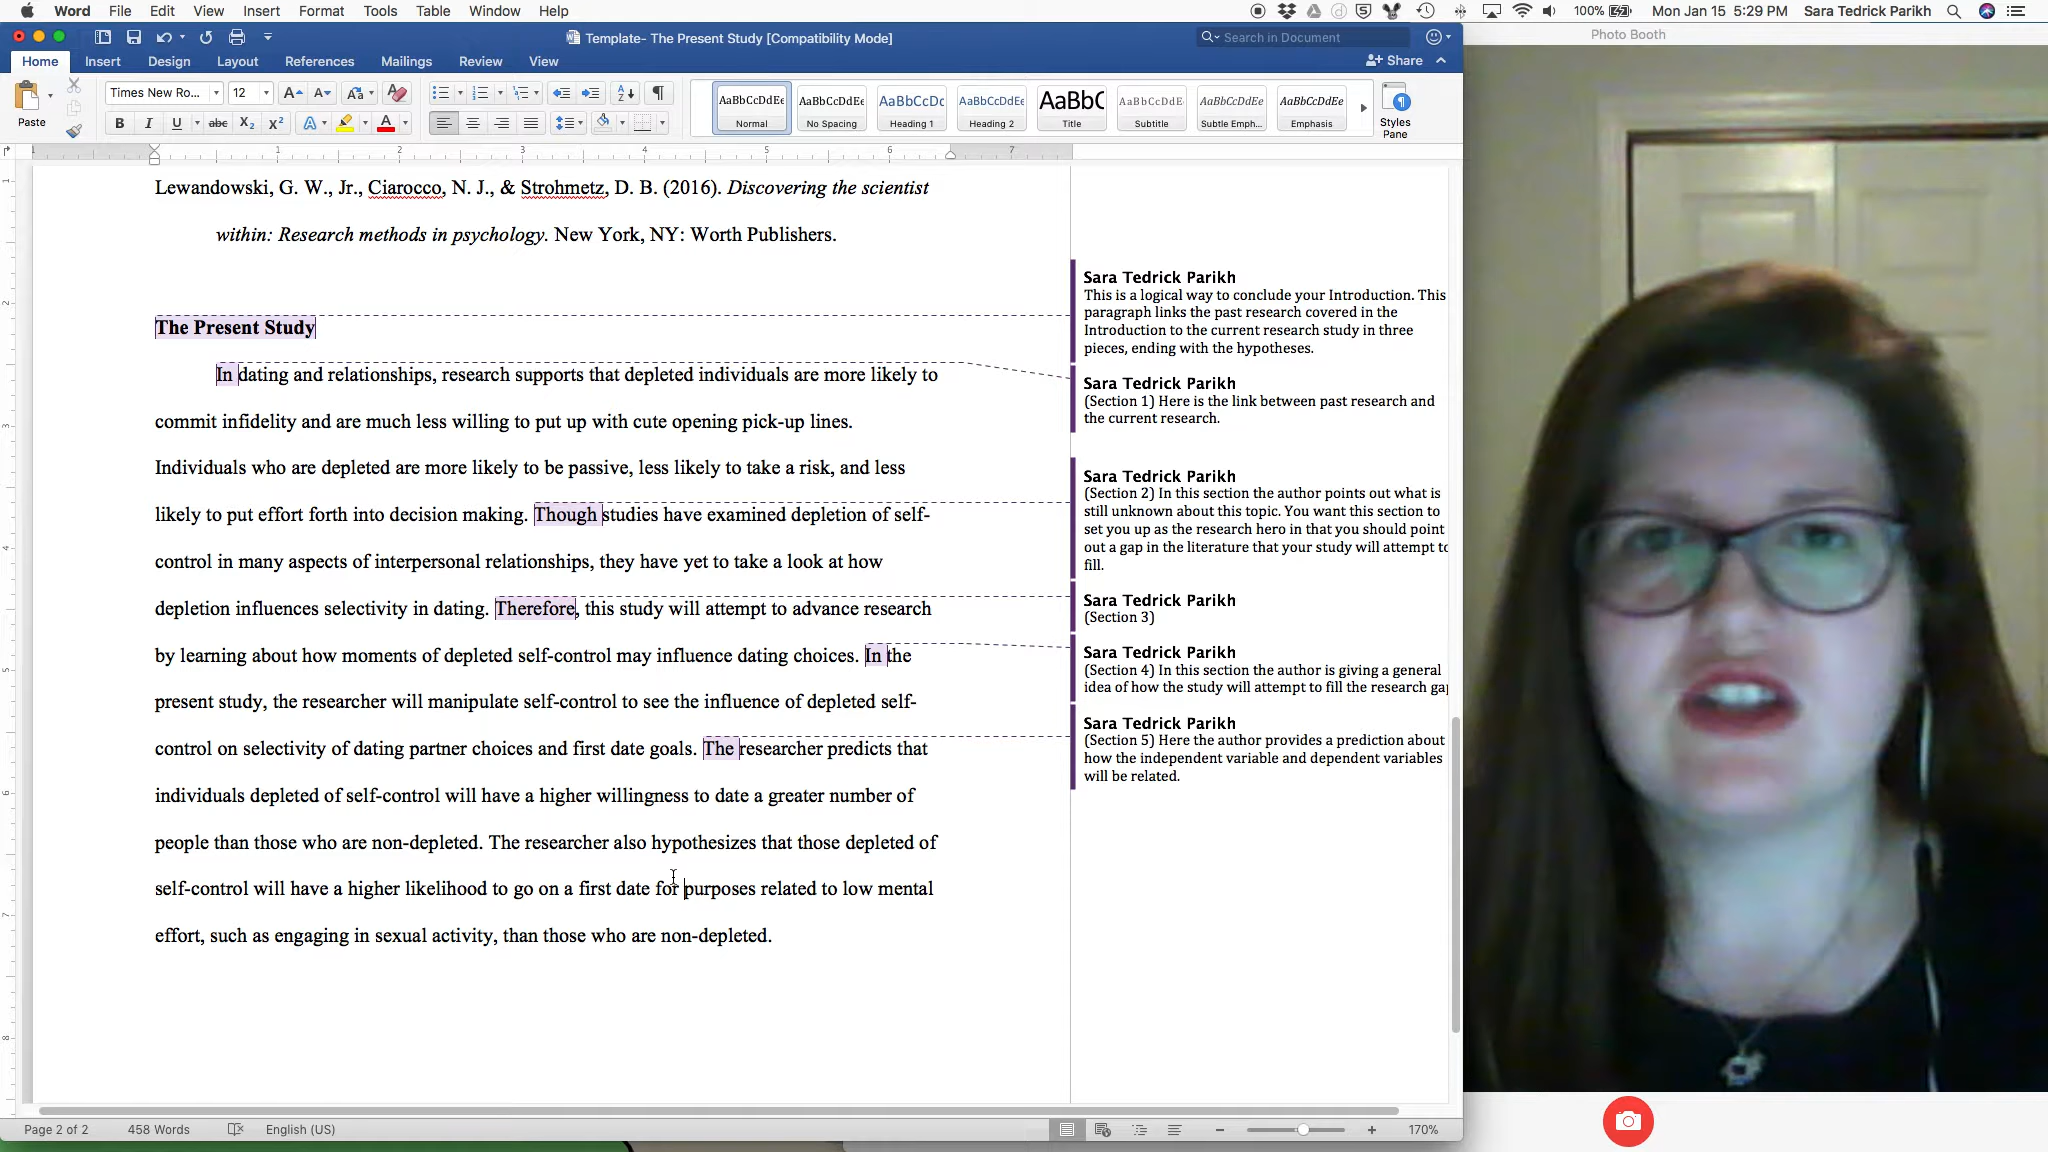 Word File Edit View Insert Format Tools Table Window Help
100% Mon Jan 15 5:29 PM Sara Tedrick Parikh
Template- The Present Study [Compatibility Mode]
Search in Document
Photo Booth
Home Insert Design Layout References Mailings Review View
Share
Paste
Times New Ro... 12
AaBbCcDdEe Normal
AaBbCcDdEe No Spacing
AaBbCcDc Heading 1
AaBbCcDdEe Heading 2
AaBbC Title
AaBbCcDdE Subtitle
AaBbCcDdEe Subtle Emph...
AaBbCcDdEe Emphasis
Styles
Pane
1 1 2 3 4 5 6 7
Lewandowski, G. W., Jr., Ciarocco, N. J., & Strohmetz, D. B. (2016). Discovering the scientist
within: Research methods in psychology. New York, NY: Worth Publishers.
The Present Study
In dating and relationships, research supports that depleted individuals are more likely to
commit infidelity and are much less willing to put up with cute opening pick-up lines.
Individuals who are depleted are more likely to be passive, less likely to take a risk, and less
likely to put effort forth into decision making. Though studies have examined depletion of self-
control in many aspects of interpersonal relationships, they have yet to take a look at how
depletion influences selectivity in dating. Therefore, this study will attempt to advance research
by learning about how moments of depleted self-control may influence dating choices. In the
present study, the researcher will manipulate self-control to see the influence of depleted self-
control on selectivity of dating partner choices and first date goals. The researcher predicts that
individuals depleted of self-control will have a higher willingness to date a greater number of
people than those who are non-depleted. The researcher also hypothesizes that those depleted of
self-control will have a higher likelihood to go on a first date for purposes related to low mental
effort, such as engaging in sexual activity, than those who are non-depleted.
Sara Tedrick Parikh
This is a logical way to conclude your Introduction. This
paragraph links the past research covered in the
Introduction to the current research study in three
pieces, ending with the hypotheses.
Sara Tedrick Parikh
(Section 1) Here is the link between past research and
the current research.
Sara Tedrick Parikh
(Section 2) In this section the author points out what is
still unknown about this topic. You want this section to
set you up as the research hero in that you should point
out a gap in the literature that your study will attempt to
fill.
Sara Tedrick Parikh
(Section 3)
Sara Tedrick Parikh
(Section 4) In this section the author is giving a general
idea of how the study will attempt to fill the research gap
Sara Tedrick Parikh
(Section 5) Here the author provides a prediction about
how the independent variable and dependent variables
will be related.
Page 2 of 2 458 Words English (US) 170%